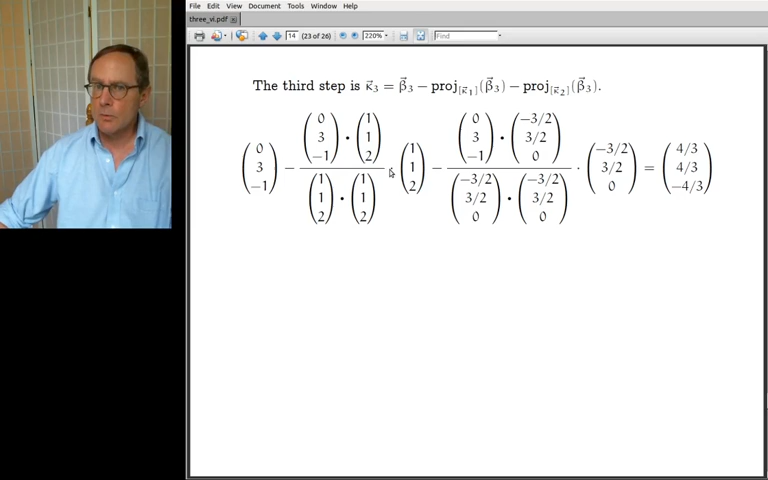 File Edit View Document Tools Window Help
three_vi.pdf
14 (23 of 26) 220% Find
The third step is κ⃗₃ = β⃗₃ − proj_[κ⃗₁](β⃗₃) − proj_[κ⃗₂](β⃗₃).
(0 3 −1) − ((0 3 −1) • (1 1 2)) / ((1 1 2) • (1 1 2)) · (1 1 2) − ((0 3 −1) • (−3/2 3/2 0)) / ((−3/2 3/2 0) • (−3/2 3/2 0)) · (−3/2 3/2 0) = (4/3 4/3 −4/3)